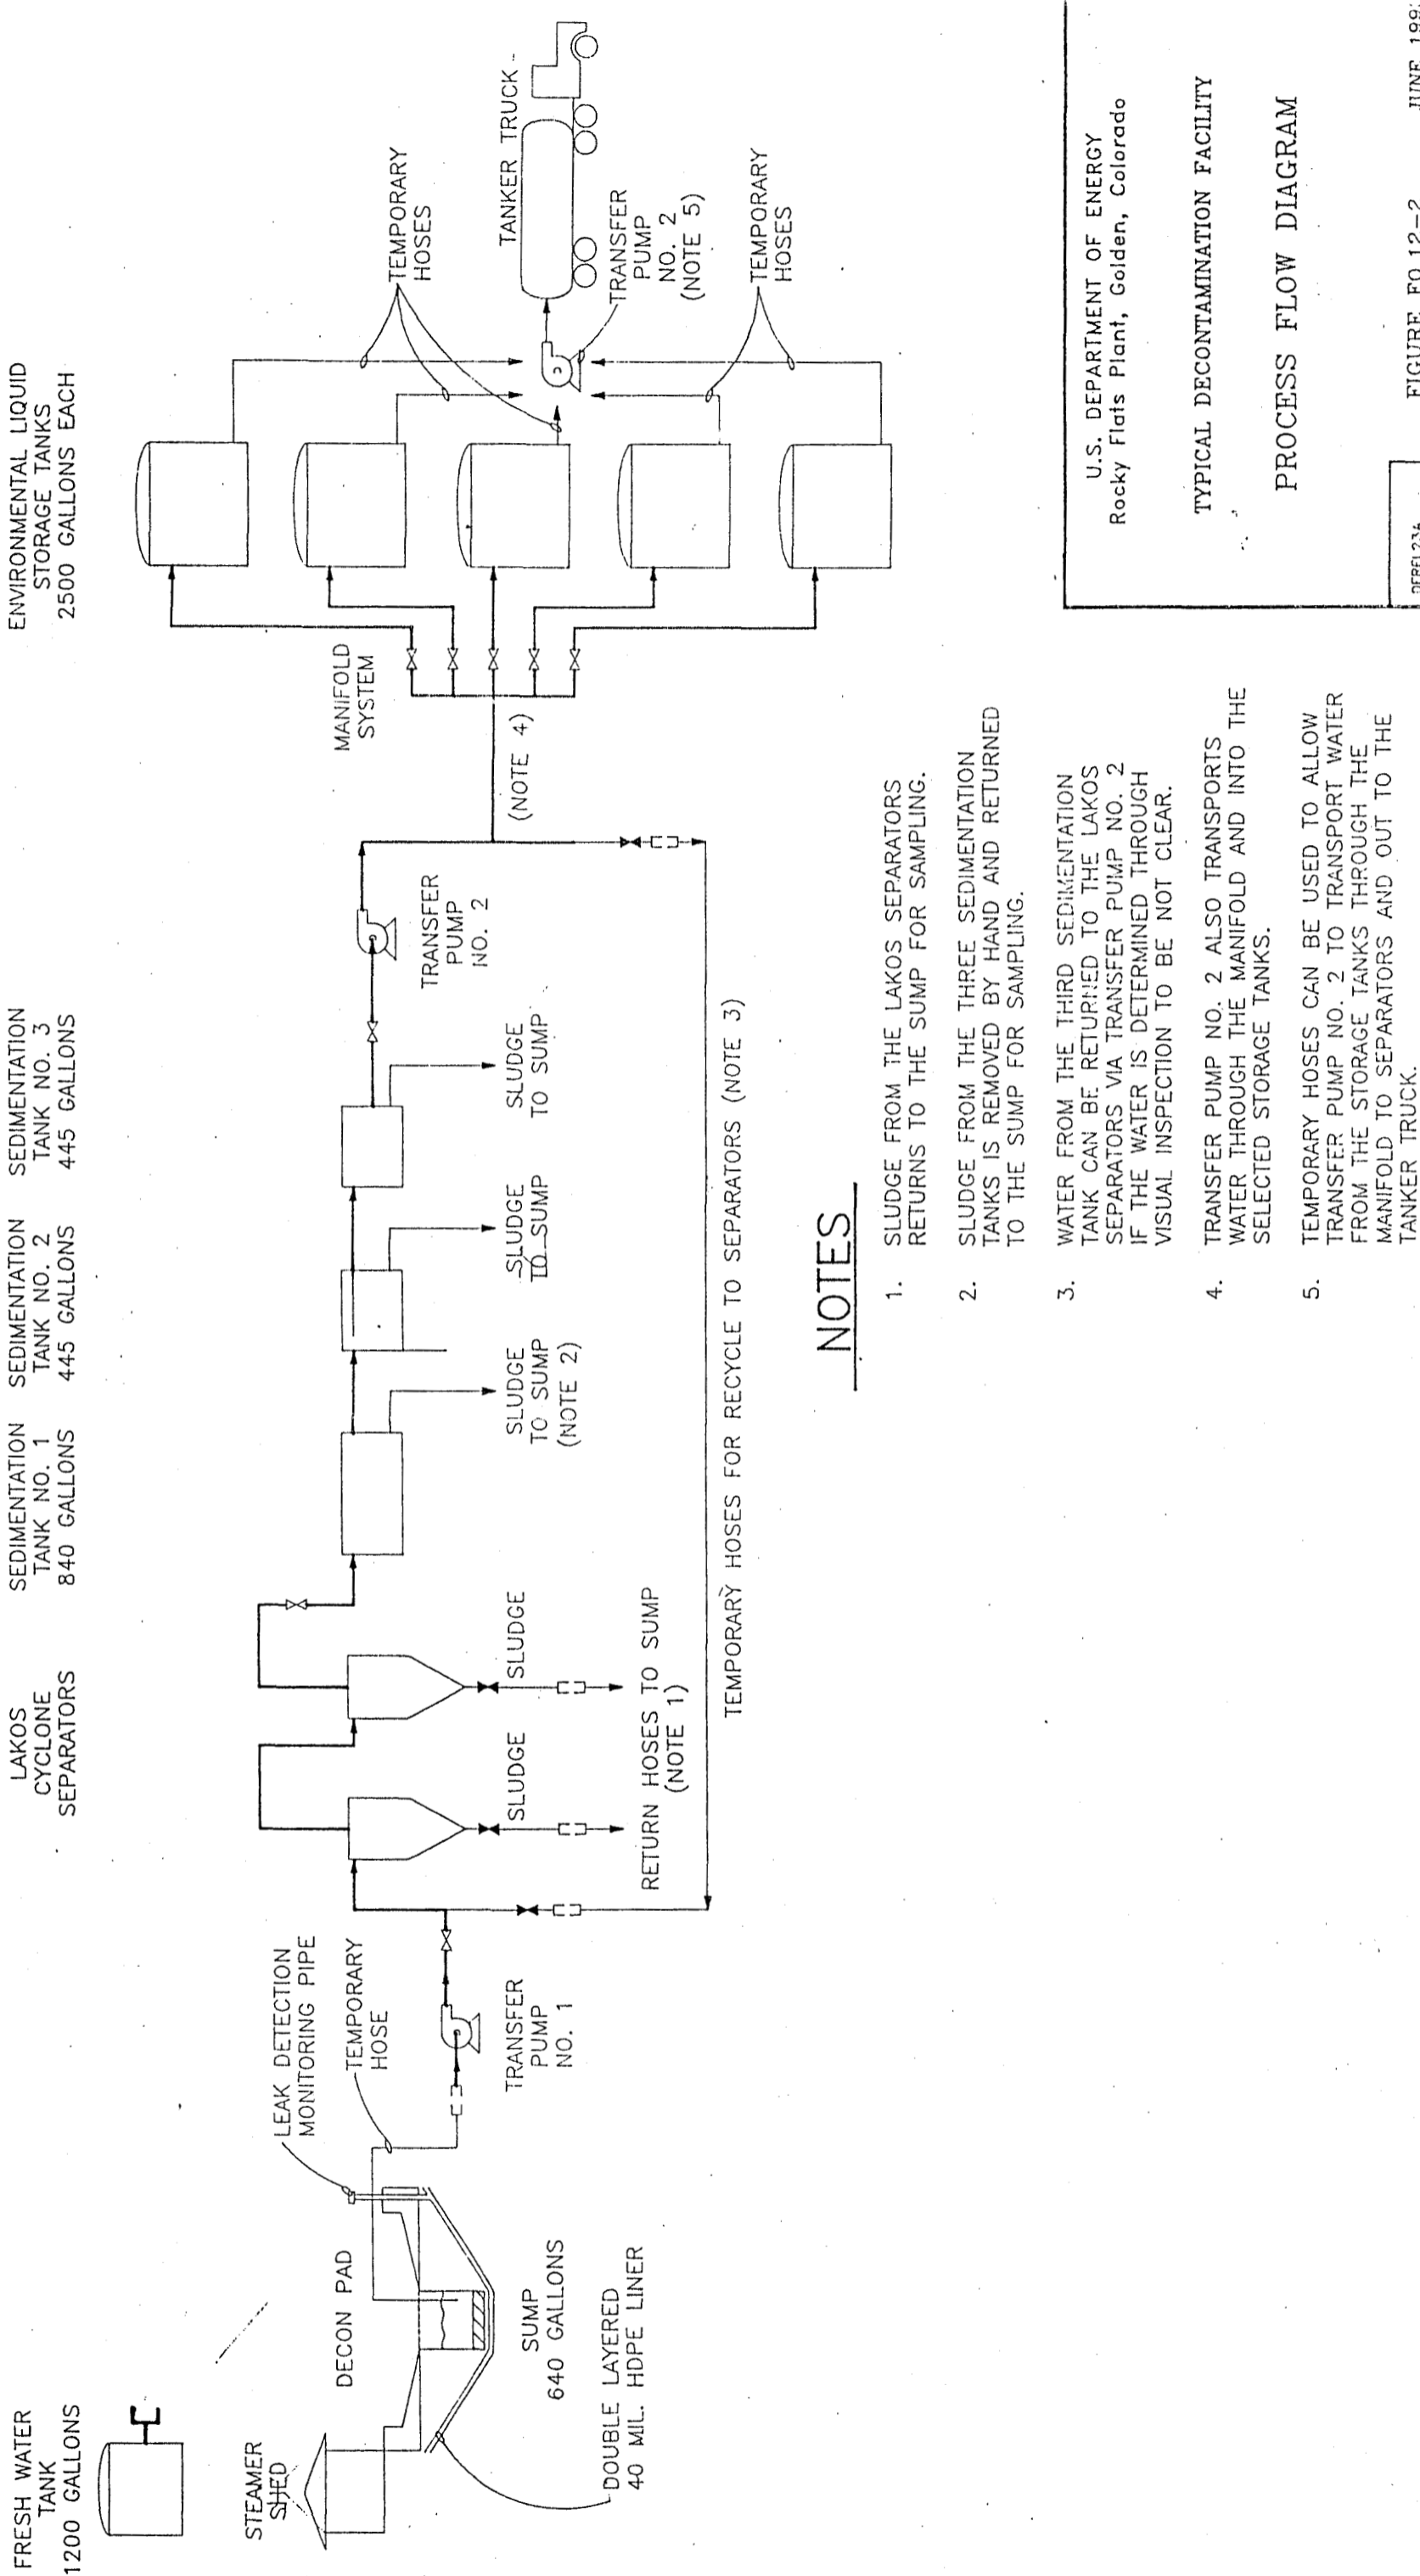 FRESH WATER
TANK
1200 GALLONS
LAKOS
CYCLONE
SEPARATORS
SEDIMENTATION
TANK NO. 1
840 GALLONS
SEDIMENTATION
TANK NO. 2
445 GALLONS
SEDIMENTATION
TANK NO. 3
445 GALLONS
ENVIRONMENTAL LIQUID
STORAGE TANKS
2500 GALLONS EACH
STEAMER
SHED
DECON PAD
LEAK DETECTION
MONITORING PIPE
TEMPORARY
HOSE
SUMP
640 GALLONS
DOUBLE LAYERED
40 MIL. HDPE LINER
TRANSFER
PUMP
NO. 1
SLUDGE
SLUDGE
RETURN HOSES TO SUMP
(NOTE 1)
SLUDGE
TO SUMP
(NOTE 2)
SLUDGE
TO SUMP
SLUDGE
TO SUMP
TRANSFER
PUMP
NO. 2
TEMPORARY HOSES FOR RECYCLE TO SEPARATORS (NOTE 3)
(NOTE 4)
MANIFOLD
SYSTEM
TEMPORARY
HOSES
TANKER TRUCK
TRANSFER
PUMP
NO. 2
(NOTE 5)
TEMPORARY
HOSES
NOTES
1. SLUDGE FROM THE LAKOS SEPARATORS
RETURNS TO THE SUMP FOR SAMPLING.
2. SLUDGE FROM THE THREE SEDIMENTATION
TANKS IS REMOVED BY HAND AND RETURNED
TO THE SUMP FOR SAMPLING.
3. WATER FROM THE THIRD SEDIMENTATION
TANK CAN BE RETURNED TO THE LAKOS
SEPARATORS VIA TRANSFER PUMP NO. 2
IF THE WATER IS DETERMINED THROUGH
VISUAL INSPECTION TO BE NOT CLEAR.
4. TRANSFER PUMP NO. 2 ALSO TRANSPORTS
WATER THROUGH THE MANIFOLD AND INTO THE
SELECTED STORAGE TANKS.
5. TEMPORARY HOSES CAN BE USED TO ALLOW
TRANSFER PUMP NO. 2 TO TRANSPORT WATER
FROM THE STORAGE TANKS THROUGH THE
MANIFOLD TO SEPARATORS AND OUT TO THE
TANKER TRUCK.
U.S. DEPARTMENT OF ENERGY
Rocky Flats Plant, Golden, Colorado
TYPICAL DECONTAMINATION FACILITY
PROCESS FLOW DIAGRAM
FIGURE FO.12-2 JUNE